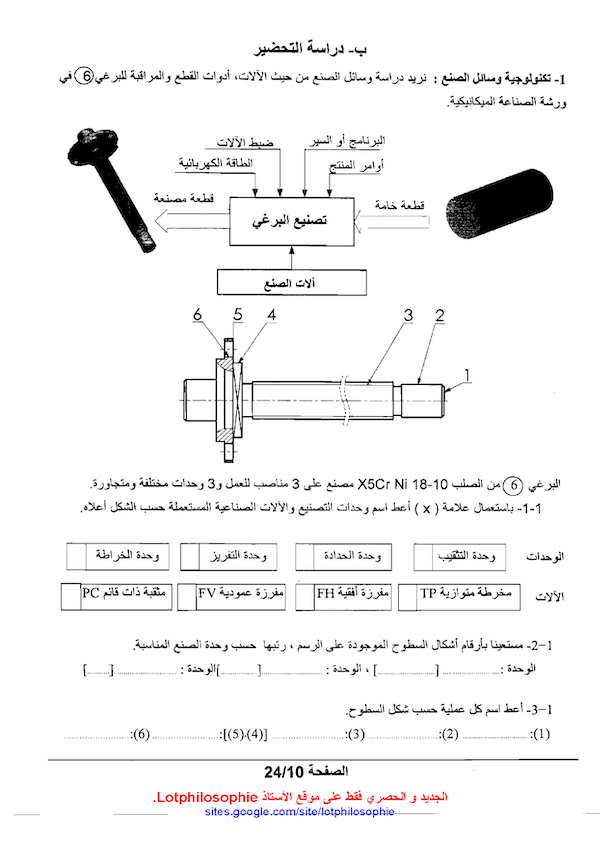 ب- دراسة التحضير
1- تكنولوجية وسائل الصنع : نريد دراسة وسائل الصنع من حيث الآلات، أدوات القطع والمراقبة للبرغي 6 في
ورشة الصناعة الميكانيكية.
البرنامج أو السير
ضبط الآلات
أوامر المنتج
الطاقة الكهربائية
قطعة خامة
تصنيع البرغي
قطعة مصنعة
آلات الصنع
6 5 4 3 2
1
البرغي 6 من الصلب X5Cr Ni 18-10 مصنع على 3 مناصب للعمل و3 وحدات مختلفة ومتجاورة.
1-1- باستعمال علامة ( x ) أعط اسم وحدات التصنيع والآلات الصناعية المستعملة حسب الشكل أعلاه.
الوحدات وحدة التثقيب وحدة الحدادة وحدة التفريز وحدة الخراطة
الآلات مخرطة متوازية TP مفرزة أفقية FH مفرزة عمودية FV مثقبة ذات قائم PC
1-2- مستعينا بأرقام أشكال السطوح الموجودة على الرسم ، رتبها حسب وحدة الصنع المناسبة.
الوحدة :..................[..................] ، الوحدة : ..................[..................]الوحدة : ..................[........]
1-3- أعط اسم كل عملية حسب شكل السطوح.
(1):.....................(2): .....................(3): .....................[(4)،(5)]:.....................(6):.....................
الصفحة 24/10
الجديد و الحصري فقط على موقع الأستاذ Lotphilosophie.
sites.google.com/site/lotphilosophie